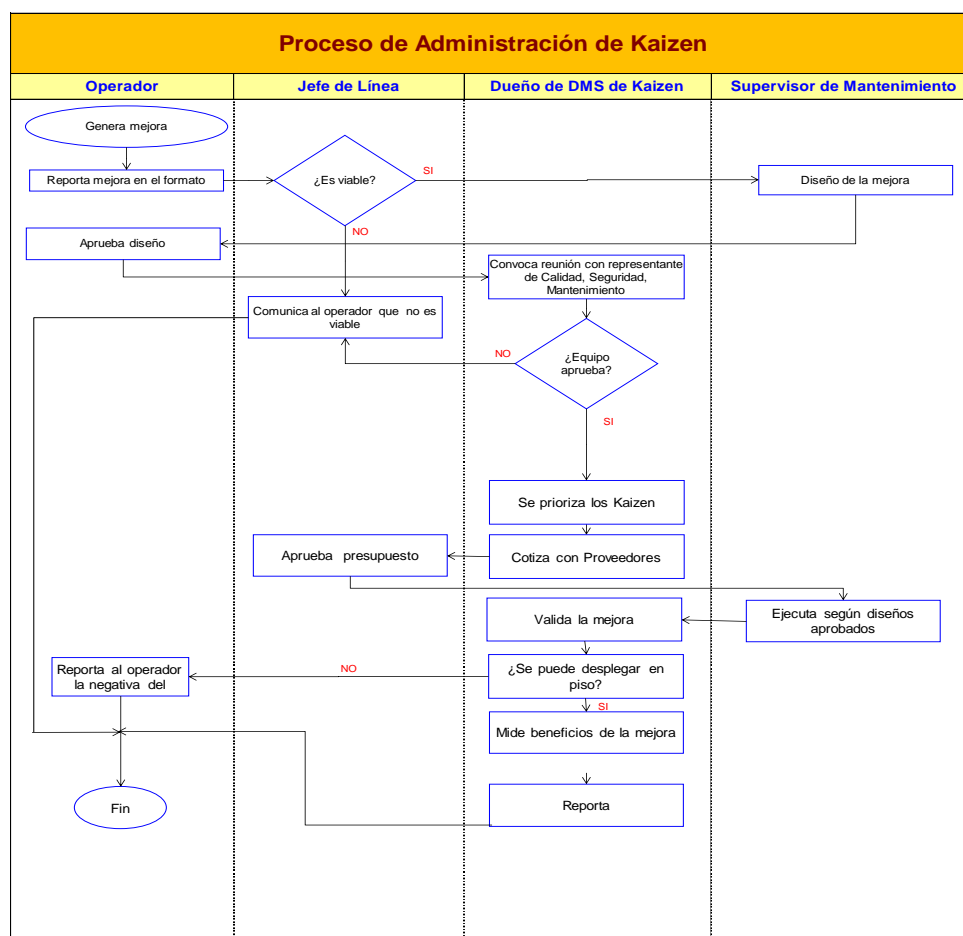 Proceso de Administración de Kaizen
Operador
Jefe de Línea
Dueño de DMS de Kaizen
Supervisor de Mantenimiento
Genera mejora
Reporta mejora en el formato
¿Es viable?
SI
Diseño de la mejora
NO
Aprueba diseño
Convoca reunión con representante
de Calidad, Seguridad,
Mantenimiento
Comunica al operador que no es
viable
NO
¿Equipo
aprueba?
SI
Se prioriza los Kaizen
Aprueba presupuesto
Cotiza con Proveedores
Ejecuta según diseños
aprobados
Valida la mejora
Reporta al operador
la negativa del
NO
¿Se puede desplegar en
piso?
SI
Mide beneficios de la mejora
Fin
Reporta